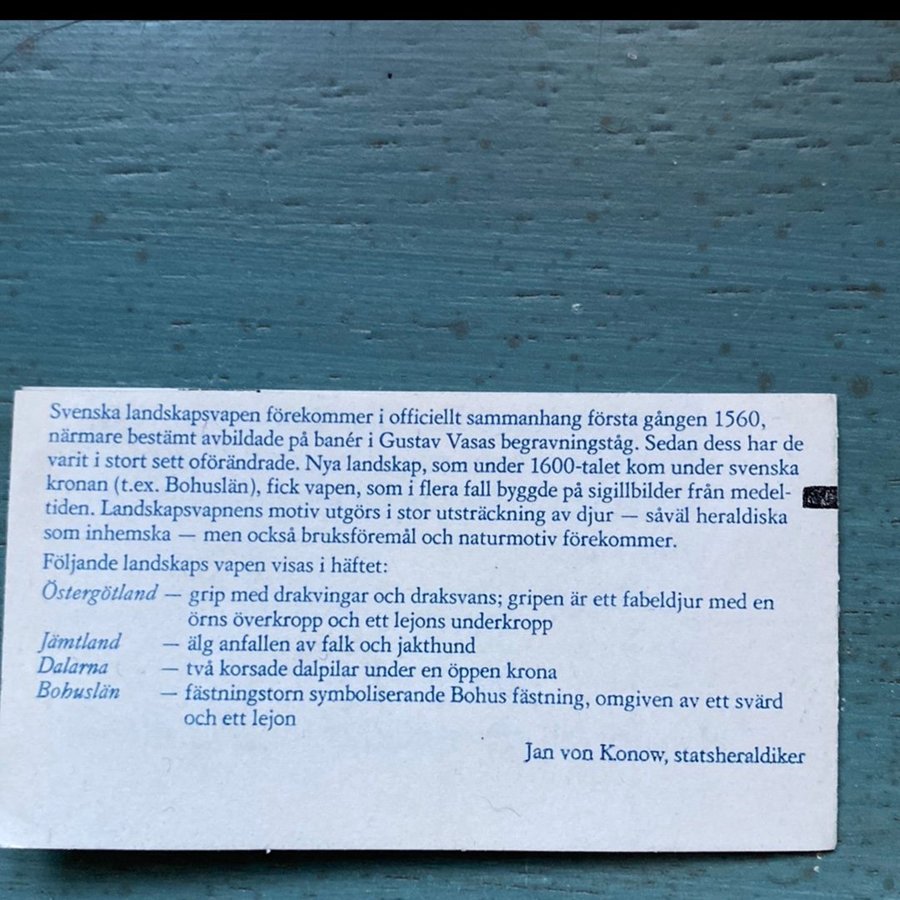 Svenska landskapsvapen förekommer i officiellt sammanhang första gången 1560,
närmare bestämt avbildade på banér i Gustav Vasas begravningståg. Sedan dess har de
varit i stort sett oförändrade. Nya landskap, som under 1600-talet kom under svenska
kronan (t.ex. Bohuslän), fick vapen, som i flera fall byggde på sigillbilder från medel-
tiden. Landskapsvapnens motiv utgörs i stor utsträckning av djur — såväl heraldiska
som inhemska — men också bruksföremål och naturmotiv förekommer.
Följande landskaps vapen visas i häftet:
Östergötland — grip med drakvingar och draksvans; gripen är ett fabeldjur med en
örns överkropp och ett lejons underkropp
Jämtland — älg anfallen av falk och jakthund
Dalarna — två korsade dalpilar under en öppen krona
Bohuslän — fästningstorn symboliserande Bohus fästning, omgiven av ett svärd
och ett lejon
Jan von Konow, statsheraldiker